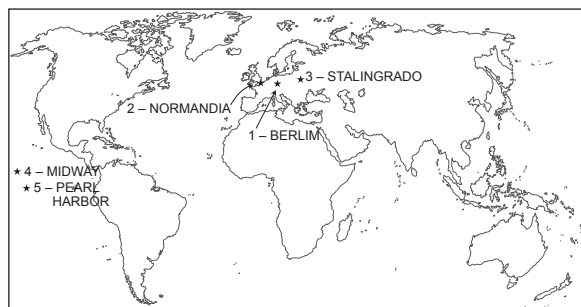 3 – STALINGRADO
2 – NORMANDIA
1 – BERLIM
4 – MIDWAY
5 – PEARL
HARBOR